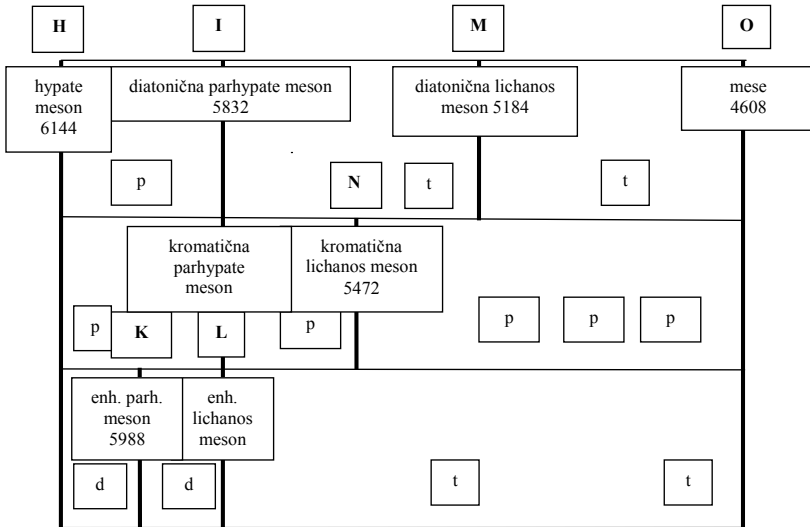 H I M O
hypate
meson
6144
diatonična parhypate meson
5832
diatonična lichanos
meson 5184
mese
4608
p N t t
kromatična
parhypate
meson
kromatična
lichanos meson
5472
p K L p p p p
enh. parh.
meson
5988
enh.
lichanos
meson
d d t t